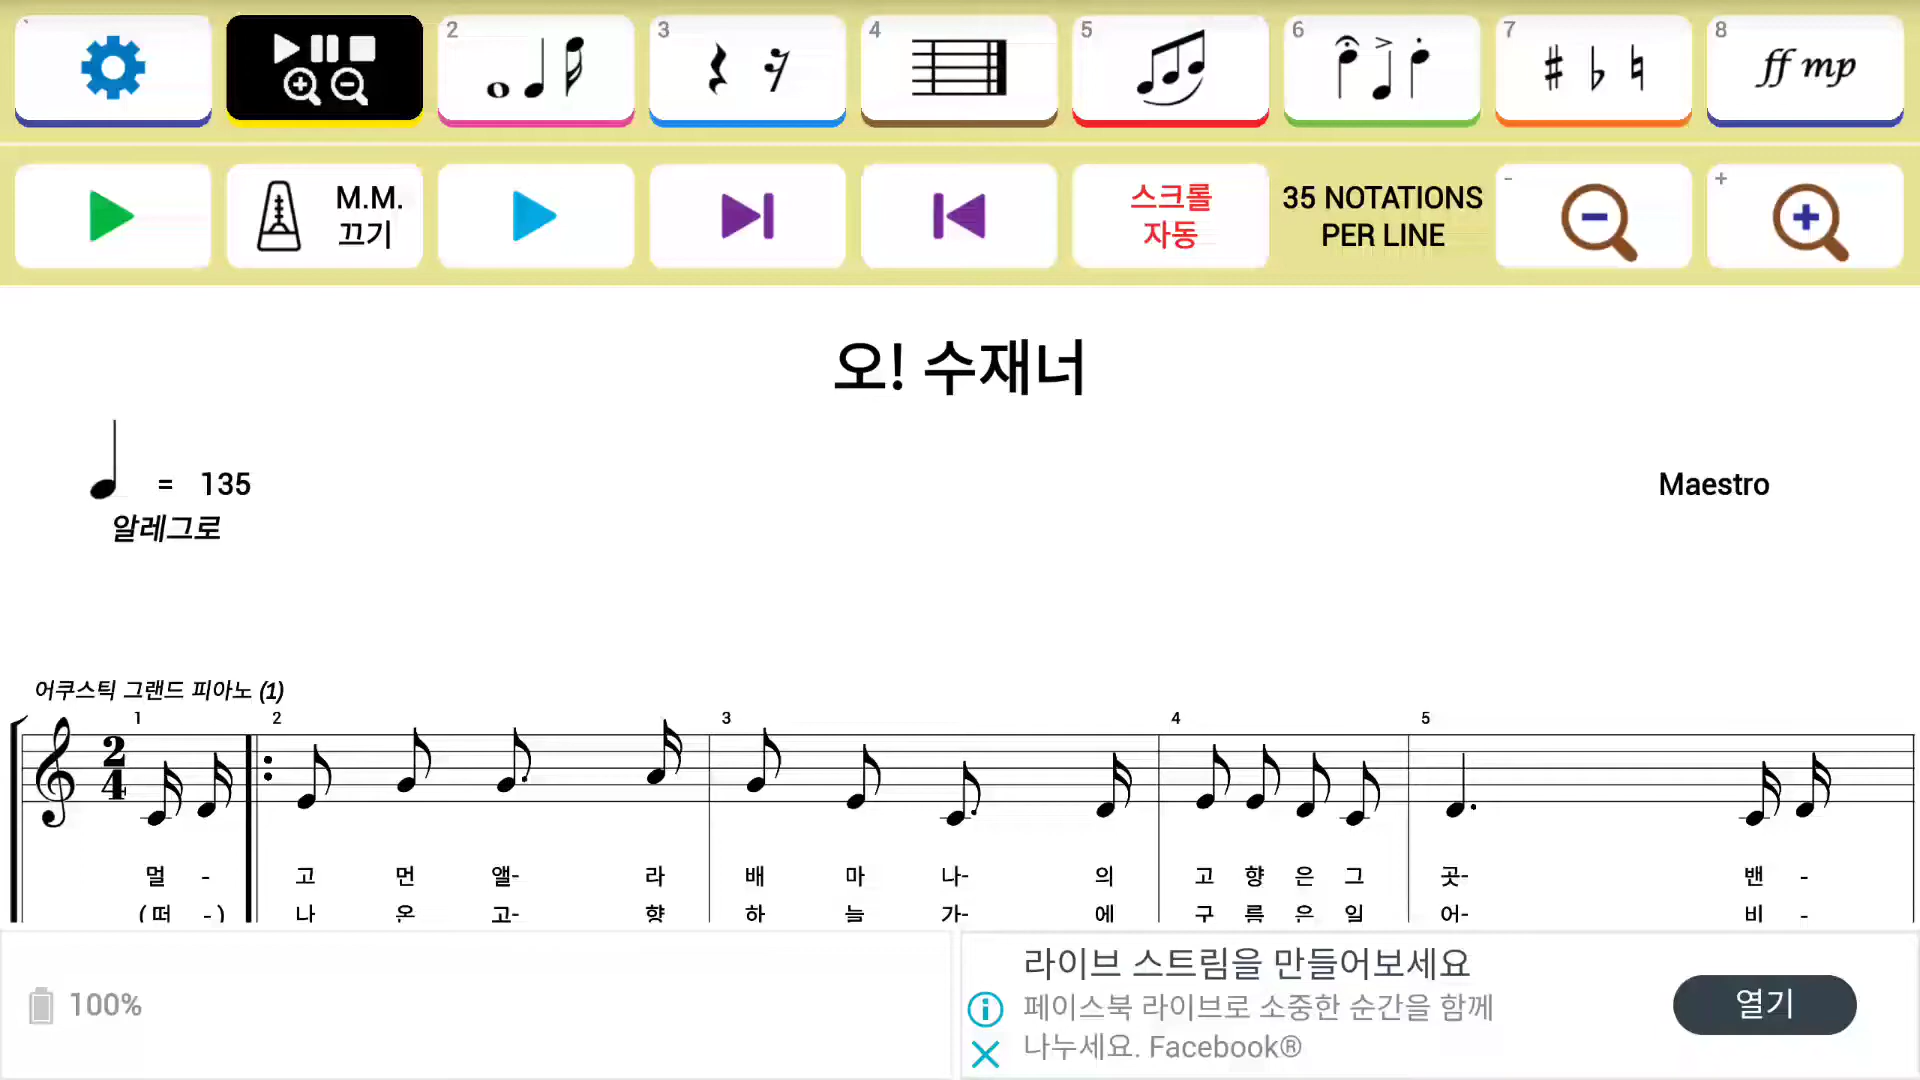 2
3
4
5
6
7
8
ff mp
M.M.
끄기
스크롤
자동
35 NOTATIONS
PER LINE
-
+
오! 수재너
= 135
알레그로
Maestro
어쿠스틱 그랜드 피아노 (1)
1 2 3 4 5
2
4
멀 - 고 먼 앨- 라 배 마 나- 의 고 향 은 그 곳- 밴 -
(떠 -) 나 온 고- 향 하 늘 가- 에 구 름 은 일 어- 비 -
100%
라이브 스트림을 만들어보세요
페이스북 라이브로 소중한 순간을 함께
나누세요. Facebook®
열기